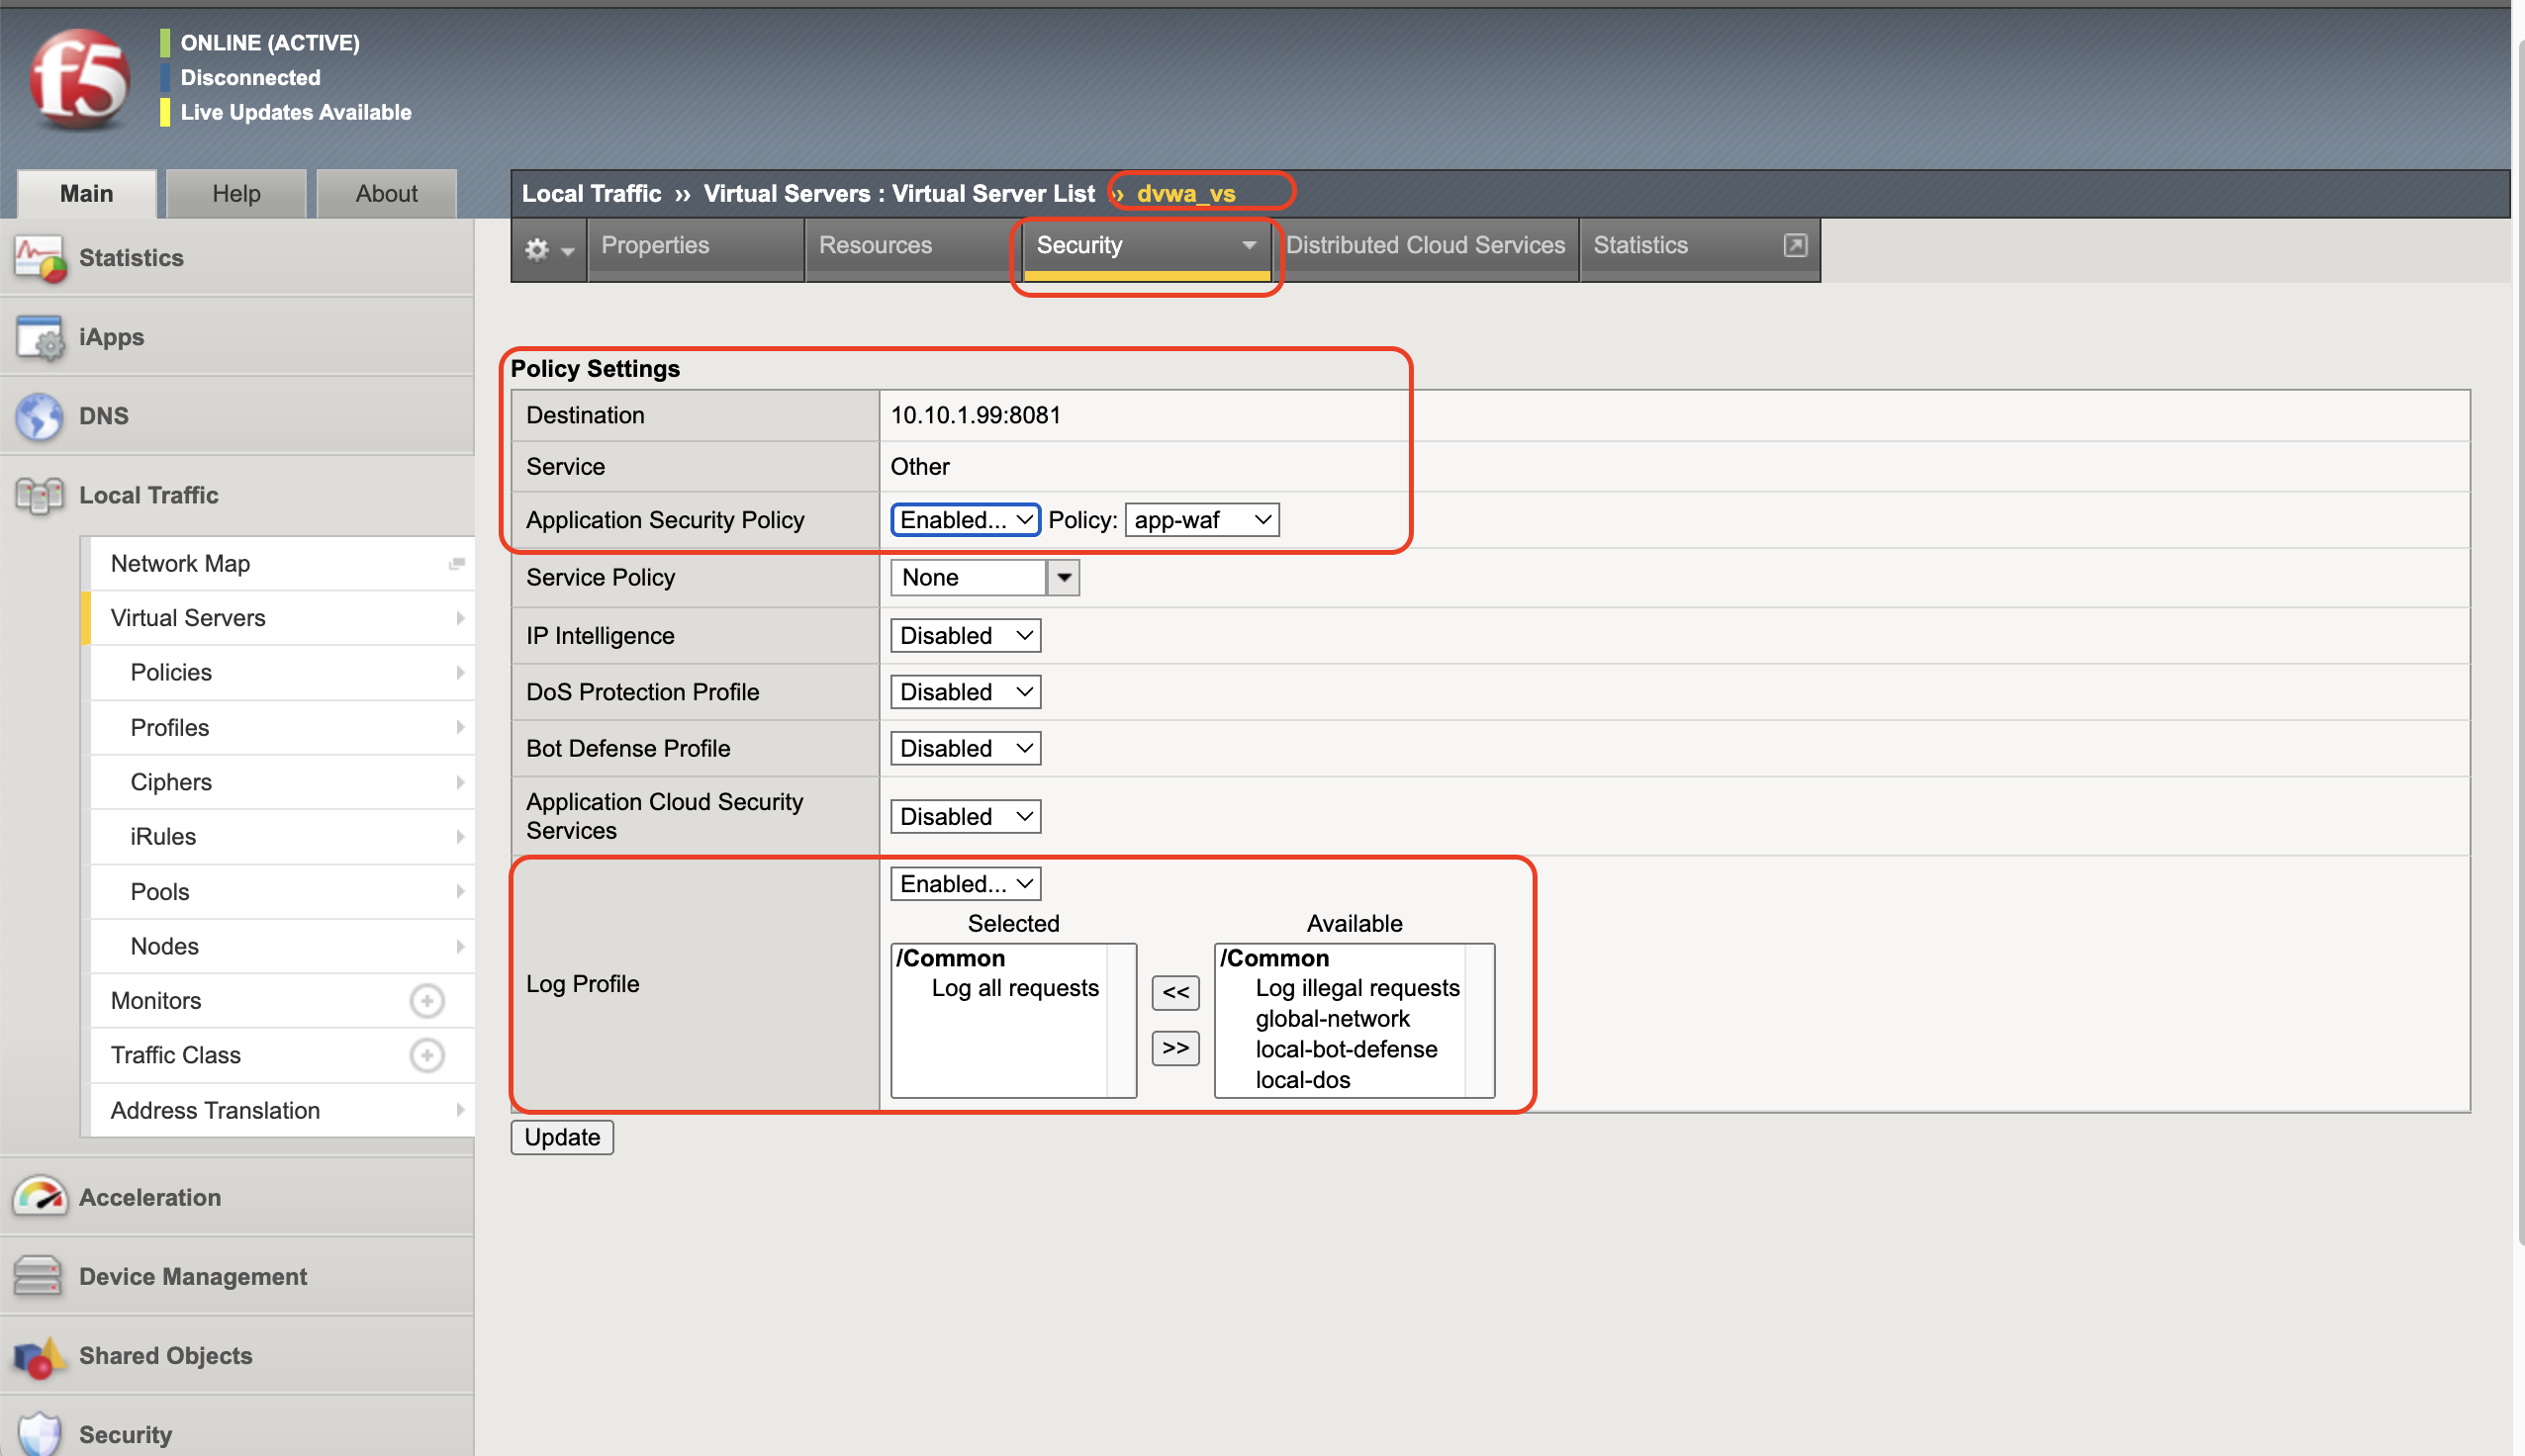 f5
ONLINE (ACTIVE)
Disconnected
Live Updates Available
Main
Help
About
Local Traffic ›› Virtual Servers : Virtual Server List ›› dvwa_vs
Properties
Resources
Security
Distributed Cloud Services
Statistics
Statistics
iApps
DNS
Local Traffic
Network Map
Virtual Servers
Policies
Profiles
Ciphers
iRules
Pools
Nodes
Monitors
Traffic Class
Address Translation
Acceleration
Device Management
Shared Objects
Security
Policy Settings
Destination 10.10.1.99:8081
Service Other
Application Security Policy Enabled... Policy: app-waf
Service Policy None
IP Intelligence Disabled
DoS Protection Profile Disabled
Bot Defense Profile Disabled
Application Cloud Security
Services
Disabled
Log Profile
Enabled...
Selected
/Common
Log all requests
<<
>>
Available
/Common
Log illegal requests
global-network
local-bot-defense
local-dos
Update